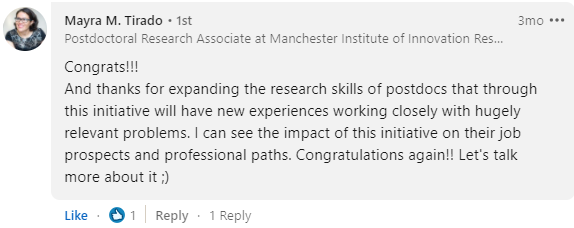 Mayra M. Tirado • 1st
3mo •••
Postdoctoral Research Associate at Manchester Institute of Innovation Res...
Congrats!!!
And thanks for expanding the research skills of postdocs that through
this initiative will have new experiences working closely with hugely
relevant problems. I can see the impact of this initiative on their job
prospects and professional paths. Congratulations again!! Let's talk
more about it ;)
Like · 1 | Reply · 1 Reply